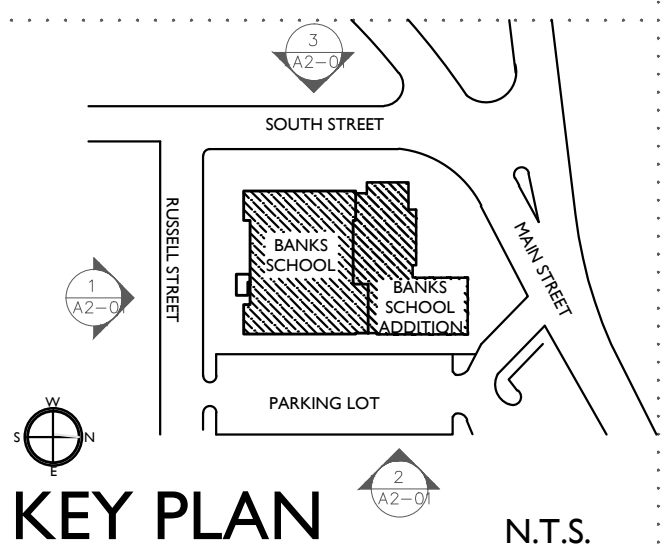 3
A2-01
SOUTH STREET
RUSSELL STREET
BANKS
SCHOOL
MAIN STREET
1
A2-01
BANKS
SCHOOL
ADDITION
PARKING LOT
W
S N
E
2
A2-01
KEY PLAN
N.T.S.